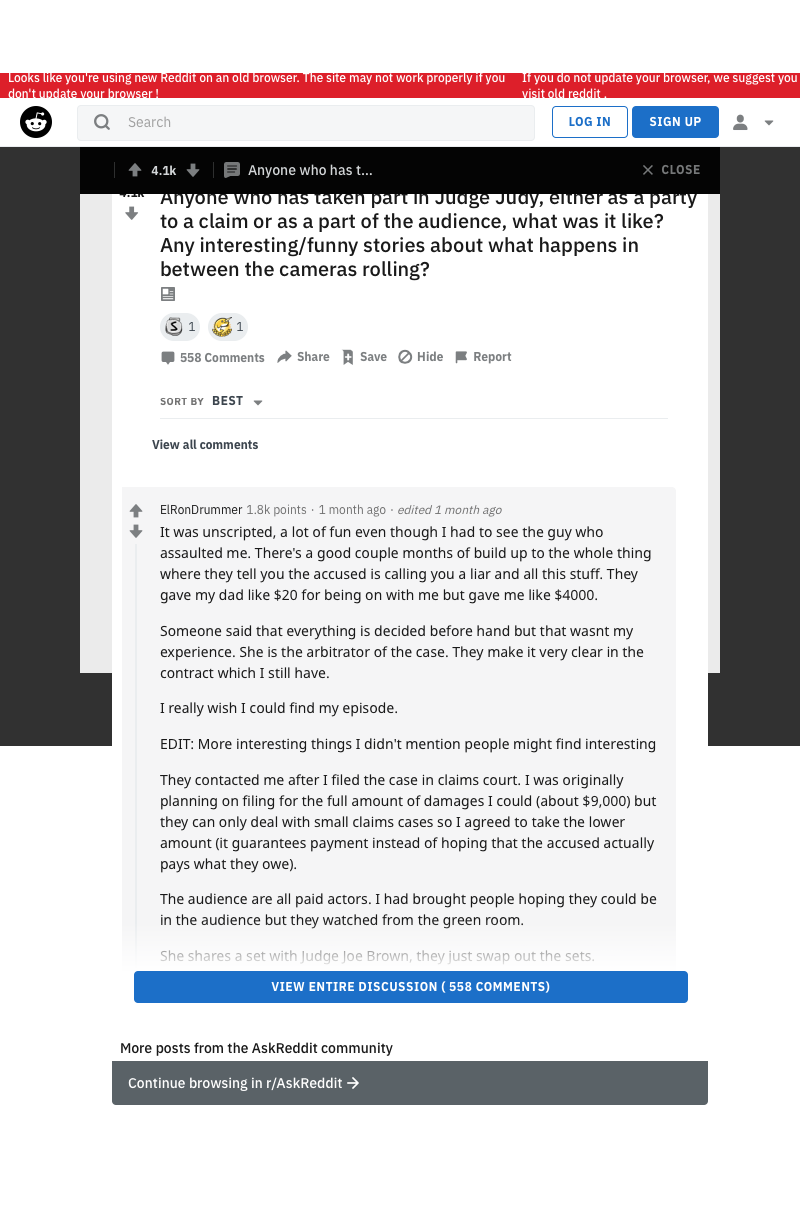 Looks like you're using new Reddit on an old browser. The site may not work properly if you
don't update your browser !
If you do not update your browser, we suggest you
visit old reddit .
Search
LOG IN
SIGN UP
4.1k
Anyone who has t...
CLOSE
4.1k
Anyone who has taken part in Judge Judy, either as a party
to a claim or as a part of the audience, what was it like?
Any interesting/funny stories about what happens in
between the cameras rolling?
S 1
1
558 Comments Share Save Hide Report
SORT BY BEST
View all comments
ElRonDrummer 1.8k points · 1 month ago · edited 1 month ago
It was unscripted, a lot of fun even though I had to see the guy who
assaulted me. There's a good couple months of build up to the whole thing
where they tell you the accused is calling you a liar and all this stuff. They
gave my dad like $20 for being on with me but gave me like $4000.
Someone said that everything is decided before hand but that wasnt my
experience. She is the arbitrator of the case. They make it very clear in the
contract which I still have.
I really wish I could find my episode.
EDIT: More interesting things I didn't mention people might find interesting
They contacted me after I filed the case in claims court. I was originally
planning on filing for the full amount of damages I could (about $9,000) but
they can only deal with small claims cases so I agreed to take the lower
amount (it guarantees payment instead of hoping that the accused actually
pays what they owe).
The audience are all paid actors. I had brought people hoping they could be
in the audience but they watched from the green room.
She shares a set with Judge Joe Brown, they just swap out the sets.
VIEW ENTIRE DISCUSSION ( 558 COMMENTS)
More posts from the AskReddit community
Continue browsing in r/AskReddit